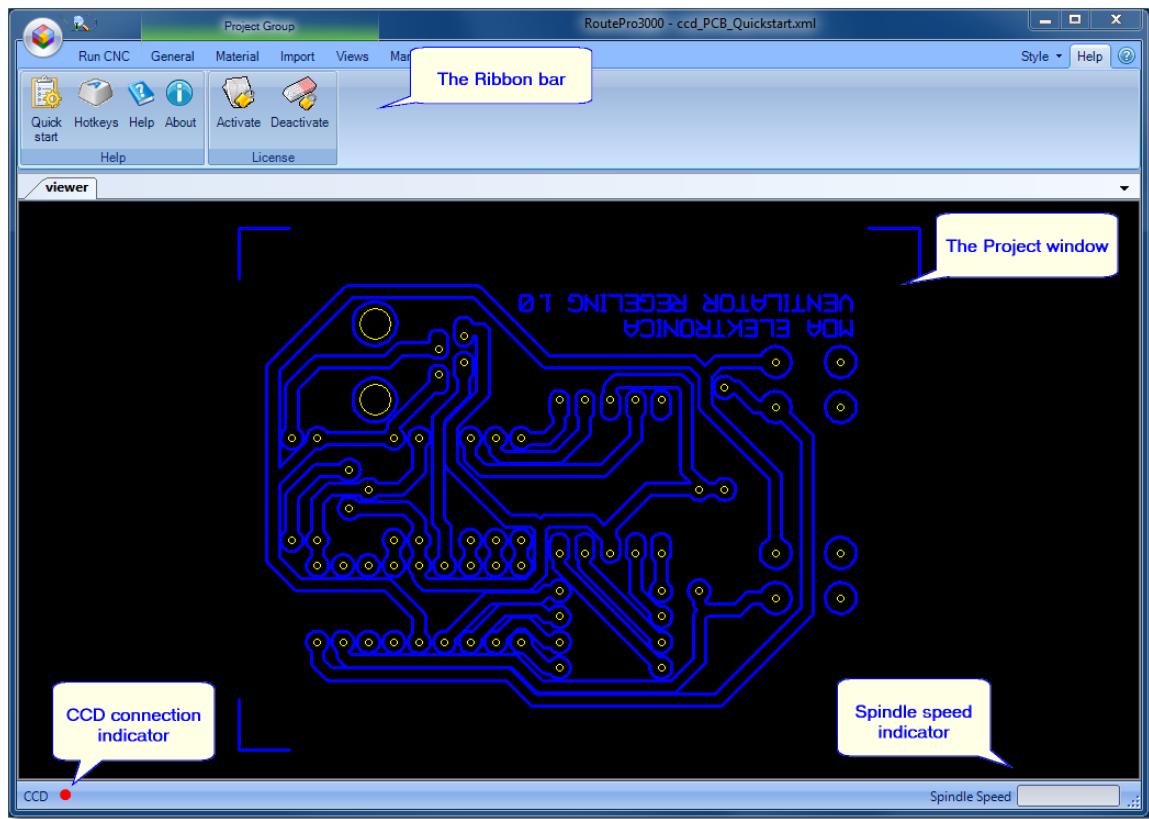 Project Group
RoutePro3000 - ccd_PCB_Quickstart.xml
Run CNC General Material Import Views
Style Help
The Ribbon bar
Quick start
Hotkeys Help About
Activate Deactivate
Help
License
viewer
The Project window
VENTILATOR REGELING 1.0
MDA ELEKTRONICA
CCD connection
indicator
Spindle speed
indicator
CCD
Spindle Speed